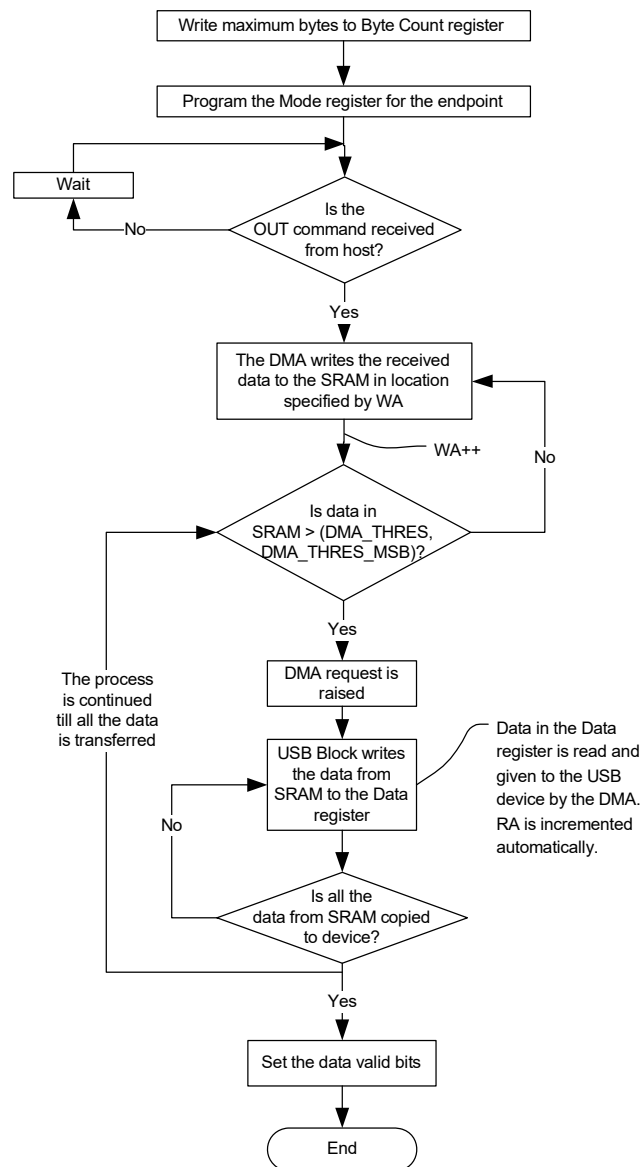 Write maximum bytes to Byte Count register
Program the Mode register for the endpoint
Wait
No
Is the
OUT command received
from host?
Yes
The DMA writes the received
data to the SRAM in location
specified by WA
WA++
No
Is data in
SRAM > (DMA_THRES,
DMA_THRES_MSB)?
Yes
The process
is continued
till all the data
is transferred
DMA request is
raised
USB Block writes
the data from
SRAM to the Data
register
Data in the Data
register is read and
given to the USB
device by the DMA.
RA is incremented
automatically.
No
Is all the
data from SRAM copied
to device?
Yes
Set the data valid bits
End